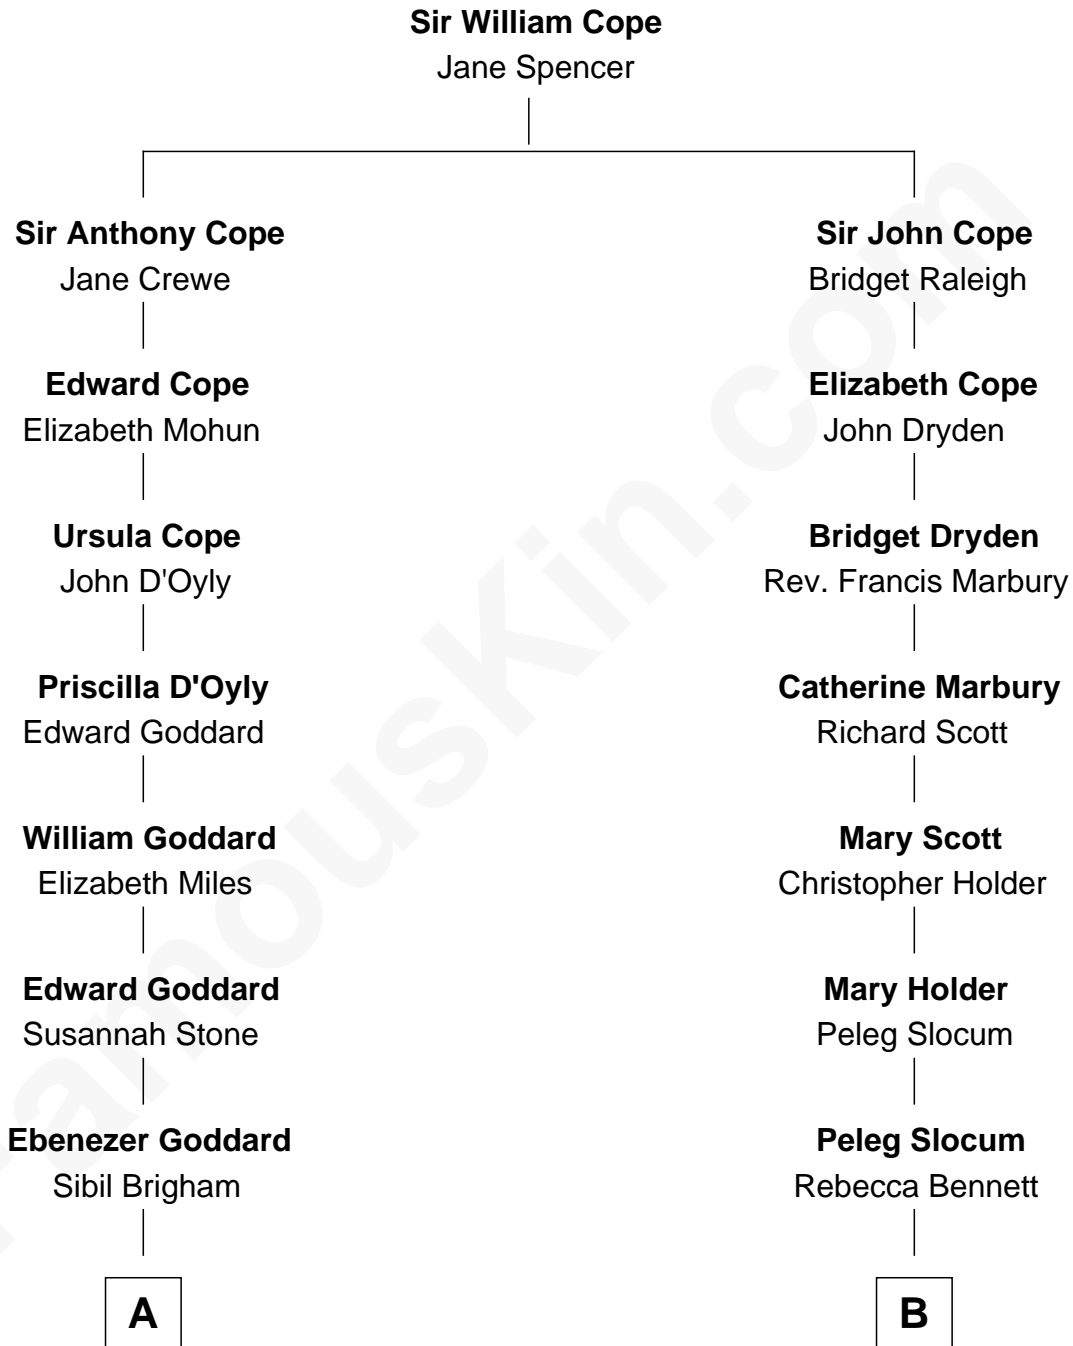 Sir William Cope
Jane Spencer
Sir Anthony Cope
Jane Crewe
Sir John Cope
Bridget Raleigh
Edward Cope
Elizabeth Mohun
Elizabeth Cope
John Dryden
Ursula Cope
John D'Oyly
Bridget Dryden
Rev. Francis Marbury
Priscilla D'Oyly
Edward Goddard
Catherine Marbury
Richard Scott
William Goddard
Elizabeth Miles
Mary Scott
Christopher Holder
Edward Goddard
Susannah Stone
Mary Holder
Peleg Slocum
Ebenezer Goddard
Sibil Brigham
Peleg Slocum
Rebecca Bennett
A
B
FamousKin.com